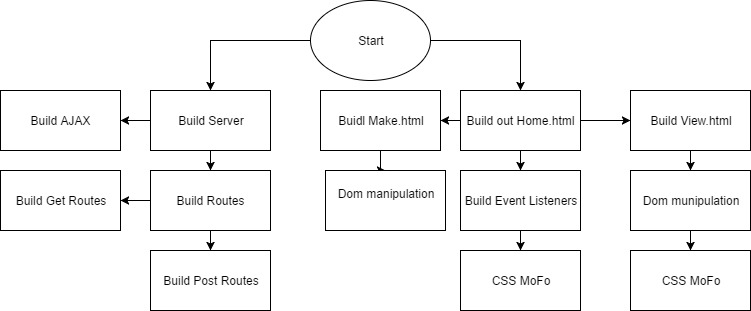 Start
Build AJAX
Build Server
Buidl Make.html
Build out Home.html
Build View.html
Build Get Routes
Build Routes
Dom manipulation
Build Event Listeners
Dom munipulation
Build Post Routes
CSS MoFo
CSS MoFo